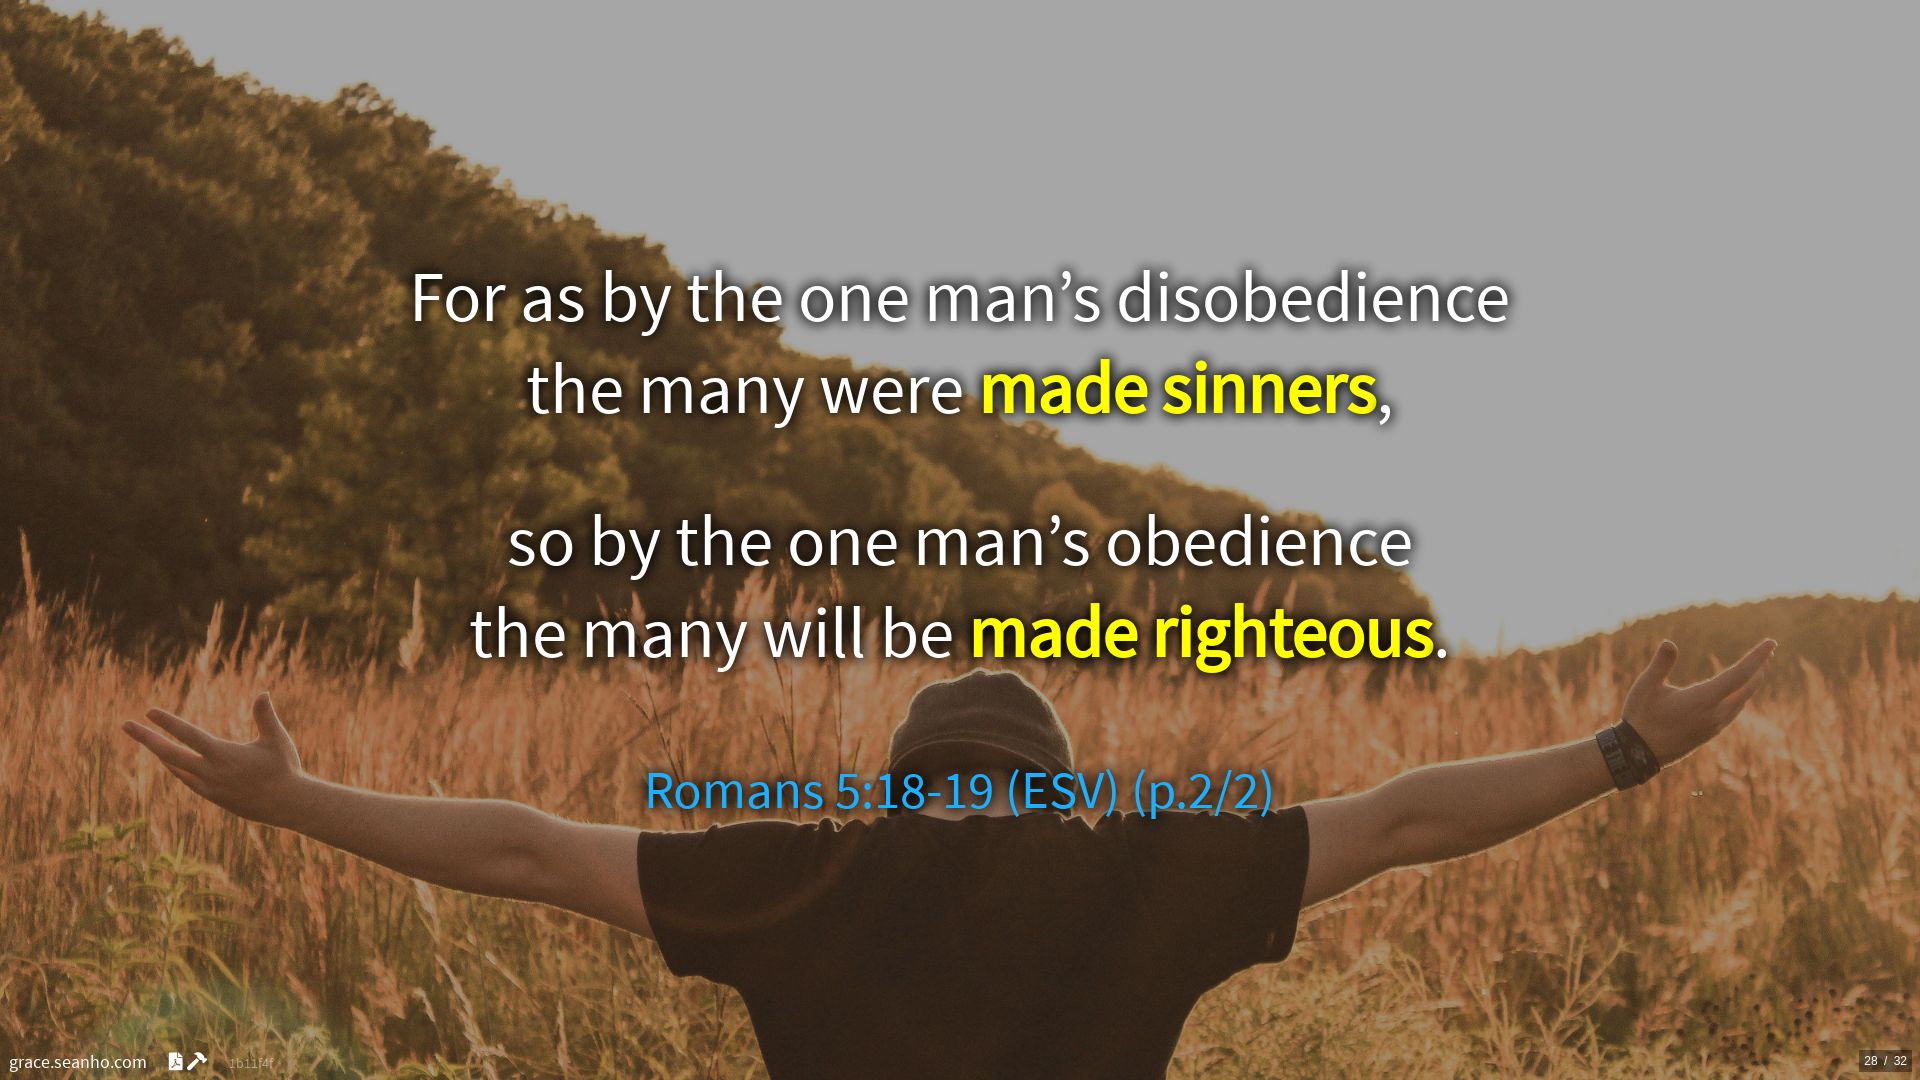 For as by the one man’s disobedience
the many were made sinners,
so by the one man’s obedience
the many will be made righteous.
Romans 5:18-19 (ESV) (p.2/2)
grace.seanho.com
1b11f4f
28 / 32